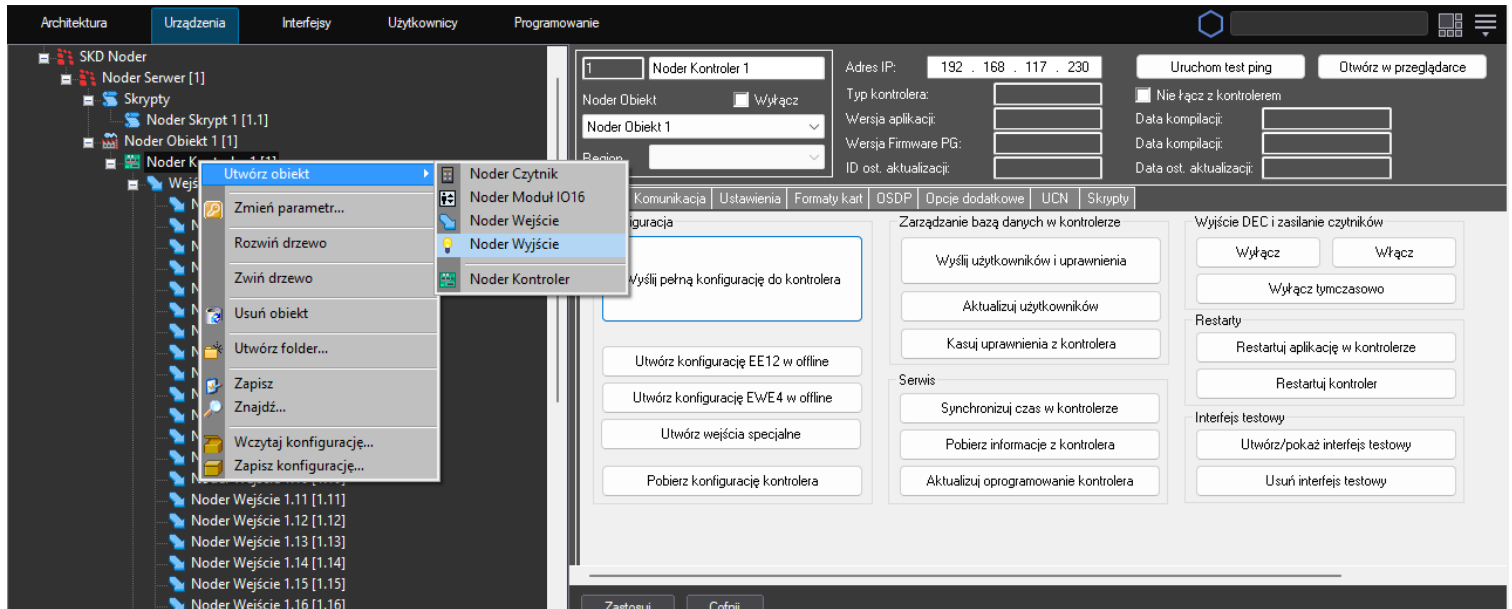 Architektura Urządzenia Interfejsy Użytkownicy Programowanie
SKD Noder
Noder Serwer [1]
Skrypty
Noder Skrypt 1 [1.1]
Noder Obiekt 1 [1]
Noder
Noder Wejście 1.11 [1.11]
Noder Wejście 1.12 [1.12]
Noder Wejście 1.13 [1.13]
Noder Wejście 1.14 [1.14]
Noder Wejście 1.15 [1.15]
Noder Wejście 1.16 [1.16]
Utwórz obiekt
Zmień parametr...
Rozwiń drzewo
Zwiń drzewo
Usuń obiekt
Utwórz folder...
Zapisz
Znajdź...
Wczytaj konfigurację...
Zapisz konfigurację...
Noder Czytnik
Noder Moduł IO16
Noder Wejście
Noder Wyjście
Noder Kontroler
1 Noder Kontroler 1
Noder Obiekt Wyłącz
Noder Obiekt 1
Region
Adres IP: 192 . 168 . 117 . 230
Typ kontrolera:
Wersja aplikacji:
Wersja Firmware PG:
ID ost. aktualizacji:
Uruchom test ping Otwórz w przeglądarce
Nie łącz z kontrolerem
Data kompilacji:
Data kompilacji:
Data ost. aktualizacji:
Komunikacja Ustawienia Formaty kart OSDP Opcje dodatkowe UCN Skrypty
Wyślij pełną konfigurację do kontrolera
Utwórz konfigurację EE12 w offline
Utwórz konfigurację EWE4 w offline
Utwórz wejścia specjalne
Pobierz konfigurację kontrolera
Zarządzanie bazą danych w kontrolerze
Wyślij użytkowników i uprawnienia
Aktualizuj użytkowników
Kasuj uprawnienia z kontrolera
Serwis
Synchronizuj czas w kontrolerze
Pobierz informacje z kontrolera
Aktualizuj oprogramowanie kontrolera
Wyjście DEC i zasilanie czytników
Wyłącz Włącz
Wyłącz tymczasowo
Restarty
Restartuj aplikację w kontrolerze
Restartuj kontroler
Interfejs testowy
Utwórz/pokaż interfejs testowy
Usuń interfejs testowy
Zastosuj Cofnij